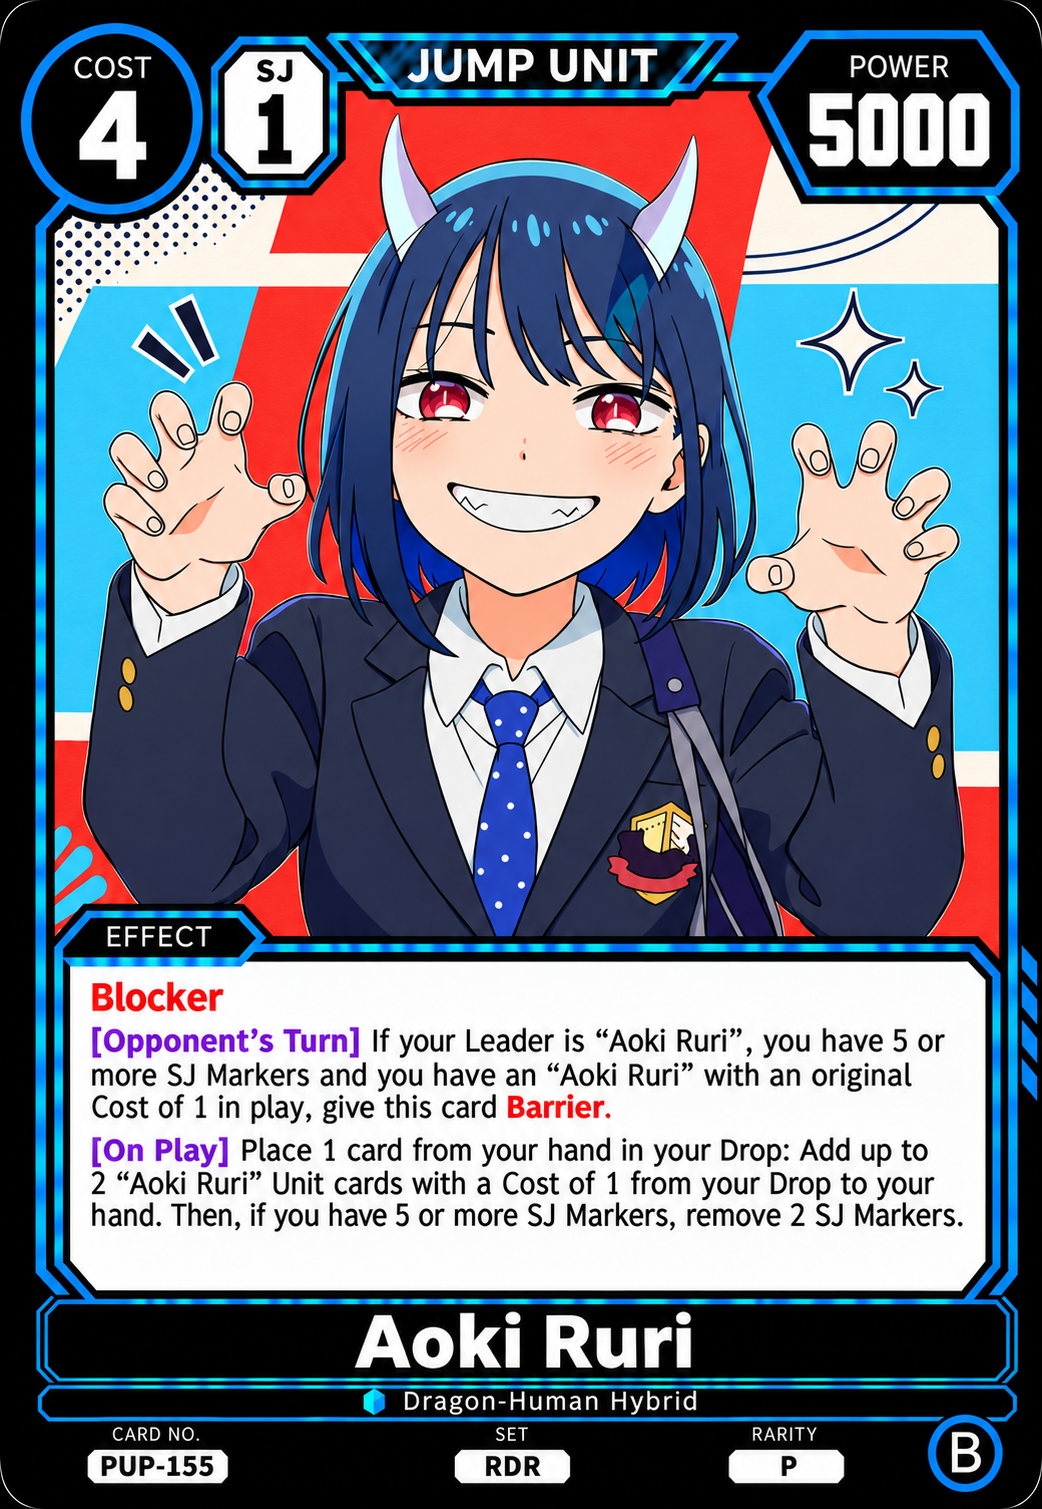 COST
4
SJ
1
JUMP UNIT
POWER
5000
EFFECT
Blocker
[Opponent’s Turn] If your Leader is “Aoki Ruri”, you have 5 or
more SJ Markers and you have an “Aoki Ruri” with an original
Cost of 1 in play, give this card Barrier.
[On Play] Place 1 card from your hand in your Drop: Add up to
2 “Aoki Ruri” Unit cards with a Cost of 1 from your Drop to your
hand. Then, if you have 5 or more SJ Markers, remove 2 SJ Markers.
Aoki Ruri
Dragon-Human Hybrid
CARD NO.
PUP-155
SET
RDR
RARITY
P
B